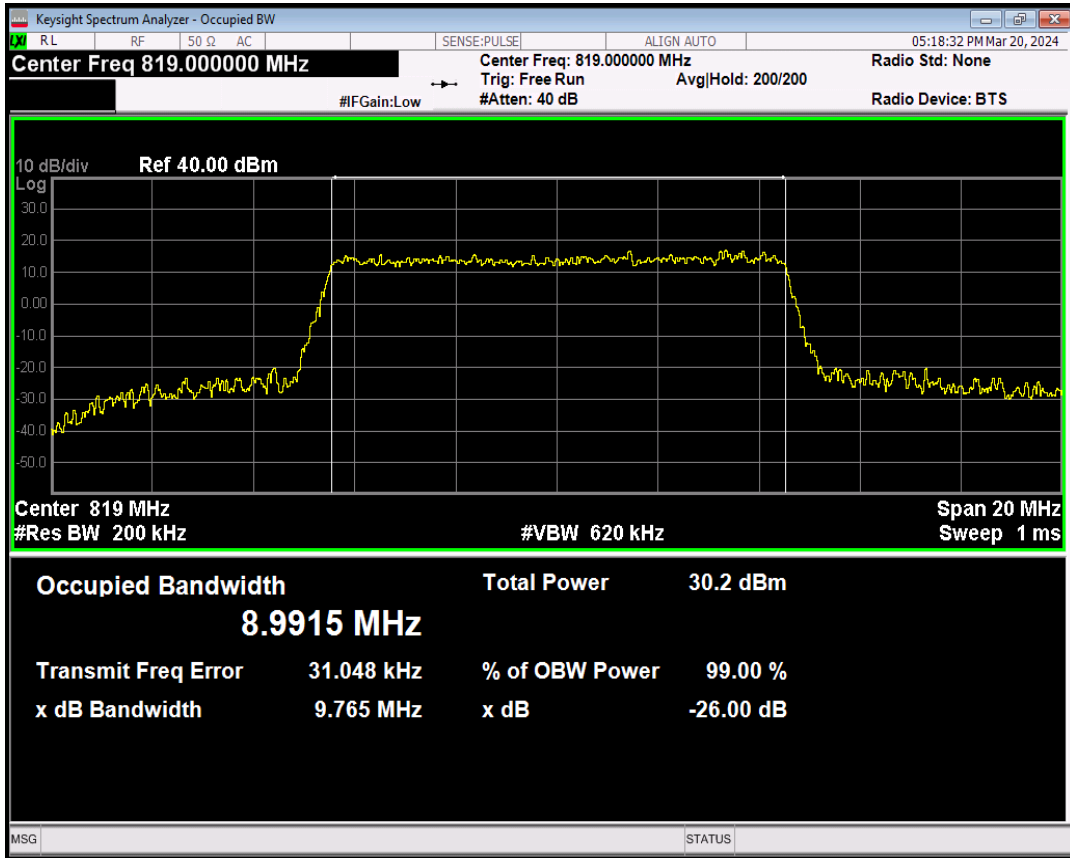 Keysight Spectrum Analyzer - Occupied BW
LXI RL RF 50 Ω AC SENSE:PULSE ALIGN AUTO 05:18:32 PM Mar 20, 2024
Center Freq 819.000000 MHz
Center Freq: 819.000000 MHz
Radio Std: None
Trig: Free Run Avg|Hold: 200/200
#IFGain:Low #Atten: 40 dB Radio Device: BTS
10 dB/div Ref 40.00 dBm
Log
30.0
20.0
10.0
0.00
-10.0
-20.0
-30.0
-40.0
-50.0
Center 819 MHz Span 20 MHz
#Res BW 200 kHz #VBW 620 kHz Sweep 1 ms
Occupied Bandwidth Total Power 30.2 dBm
8.9915 MHz
Transmit Freq Error 31.048 kHz % of OBW Power 99.00 %
x dB Bandwidth 9.765 MHz x dB -26.00 dB
MSG STATUS